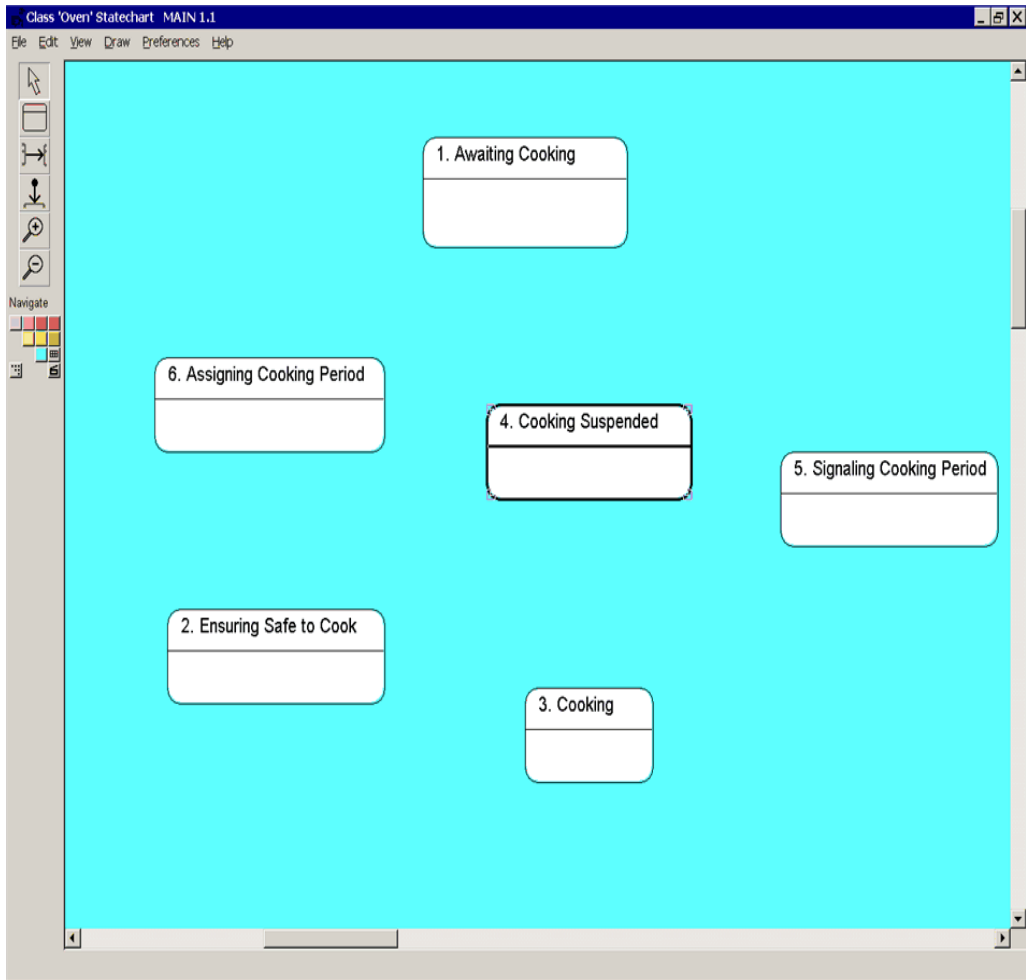 Class 'Oven' Statechart MAIN 1.1
File Edit View Draw Preferences Help
Navigate
1. Awaiting Cooking
6. Assigning Cooking Period
4. Cooking Suspended
5. Signaling Cooking Period
2. Ensuring Safe to Cook
3. Cooking